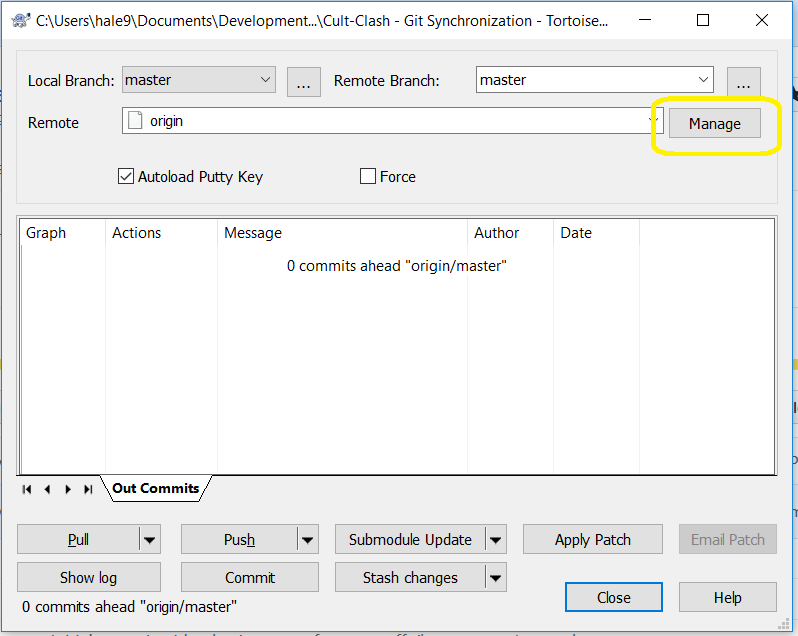 C:\Users\hale9\Documents\Development...\Cult-Clash - Git Synchronization - Tortoise...
Local Branch: master ... Remote Branch: master ...
Remote origin Manage
Autoload Putty Key Force
Graph Actions Message Author Date
0 commits ahead "origin/master"
Out Commits
Pull Push Submodule Update Apply Patch Email Patch
Show log Commit Stash changes
Close Help
0 commits ahead "origin/master"